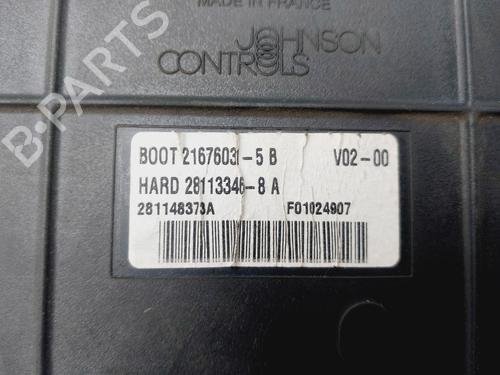 MADE IN FRANCE
JOHNSON
CONTROLS
BOOT 21676031-5 B V02-00
HARD 28113346-8 A
281148373A F01024907
B-PARTS